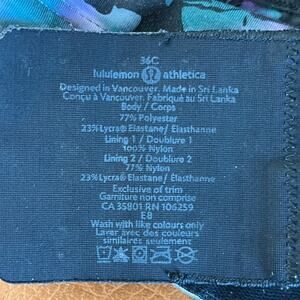 36C
lululemon athletica
Designed in Vancouver. Made in Sri Lanka
Conçu à Vancouver. Fabriqué au Sri Lanka
Body / Corps
77% Polyester
23% Lycra® Elastane/ Élasthanne
Lining 1 / Doublure 1
100% Nylon
Lining 2 / Doublure 2
77% Nylon
23% Lycra® Elastane/ Élasthanne
Exclusive of trim
Garniture non comprise
CA 35801 RN 106259
E8
Wash with like colours only
Laver avec des couleurs
similaires seulement